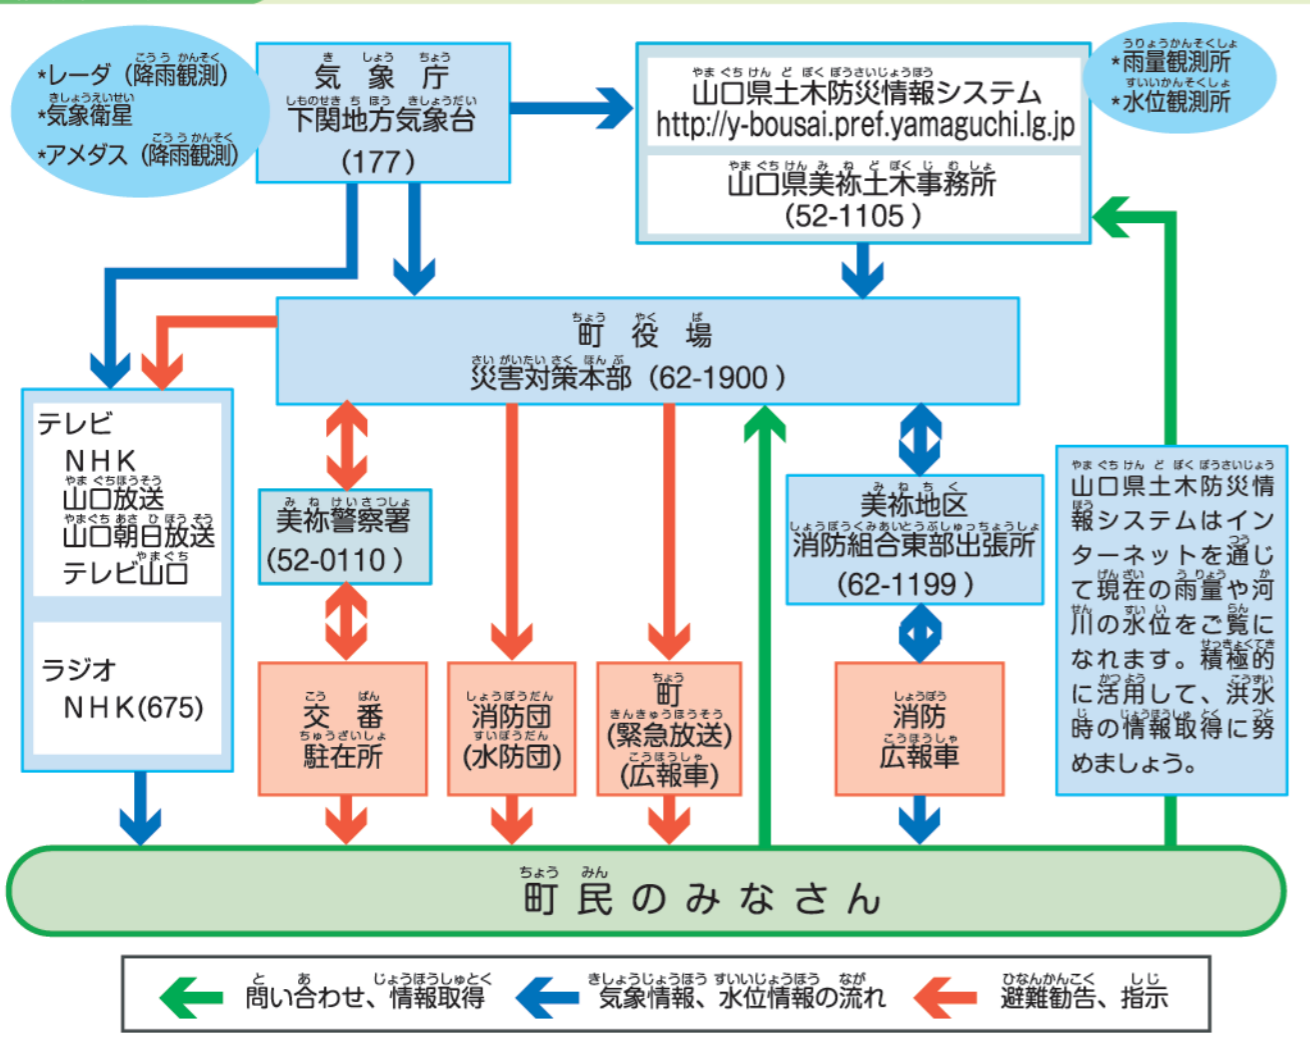 *レーダ（降雨観測）
*気象衛星
*アメダス（降雨観測）
気象庁
下関地方気象台
(177)
山口県土木防災情報システム
http://y-bousai.pref.yamaguchi.lg.jp
山口県美祢土木事務所
(52-1105)
*雨量観測所
*水位観測所
町役場
災害対策本部（62-1900）
テレビ
NHK
山口放送
山口朝日放送
テレビ山口
ラジオ
NHK(675)
美祢警察署
(52-0110)
交番
駐在所
消防団
(水防団)
町
(緊急放送)
(広報車)
美祢地区
消防組合東部出張所
(62-1199)
消防
広報車
山口県土木防災情
報システムはイン
ターネットを通じ
て現在の雨量や河
川の水位をご覧に
なれます。積極的
に活用して、洪水
時の情報取得に努
めましょう。
町民のみなさん
問い合わせ、情報取得
気象情報、水位情報の流れ
避難勧告、指示